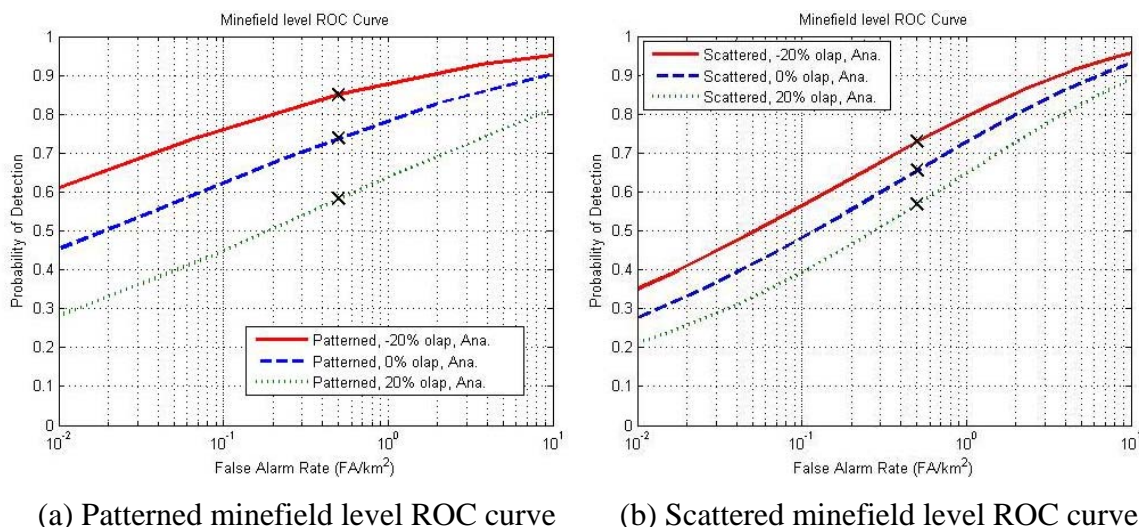 Minefield level ROC Curve
1
0.9
0.8
0.7
0.6
0.5
0.4
0.3
0.2
0.1
0
Probability of Detection
Patterned, -20% olap, Ana.
Patterned, 0% olap, Ana.
Patterned, 20% olap, Ana.
10^-2 10^-1 10^0 10^1
False Alarm Rate (FA/km²)
(a) Patterned minefield level ROC curve
Minefield level ROC Curve
1
0.9
0.8
0.7
0.6
0.5
0.4
0.3
0.2
0.1
0
Probability of Detection
Scattered, -20% olap, Ana.
Scattered, 0% olap, Ana.
Scattered, 20% olap, Ana.
10^-2 10^-1 10^0 10^1
False Alarm Rate (FA/km²)
(b) Scattered minefield level ROC curve